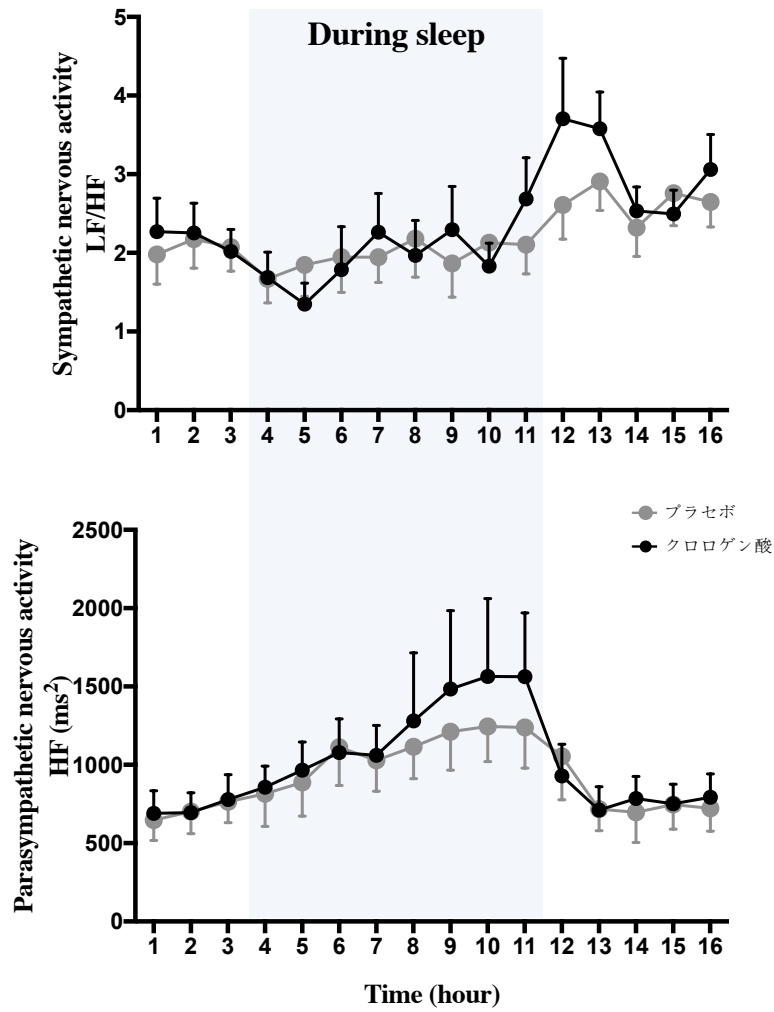 During sleep
Sympathetic nervous activity
LF/HF
5
4
3
2
1
0
1 2 3 4 5 6 7 8 9 10 11 12 13 14 15 16
プラセボ
クロロゲン酸
Parasympathetic nervous activity
HF (ms²)
2500
2000
1500
1000
500
0
1 2 3 4 5 6 7 8 9 10 11 12 13 14 15 16
Time (hour)